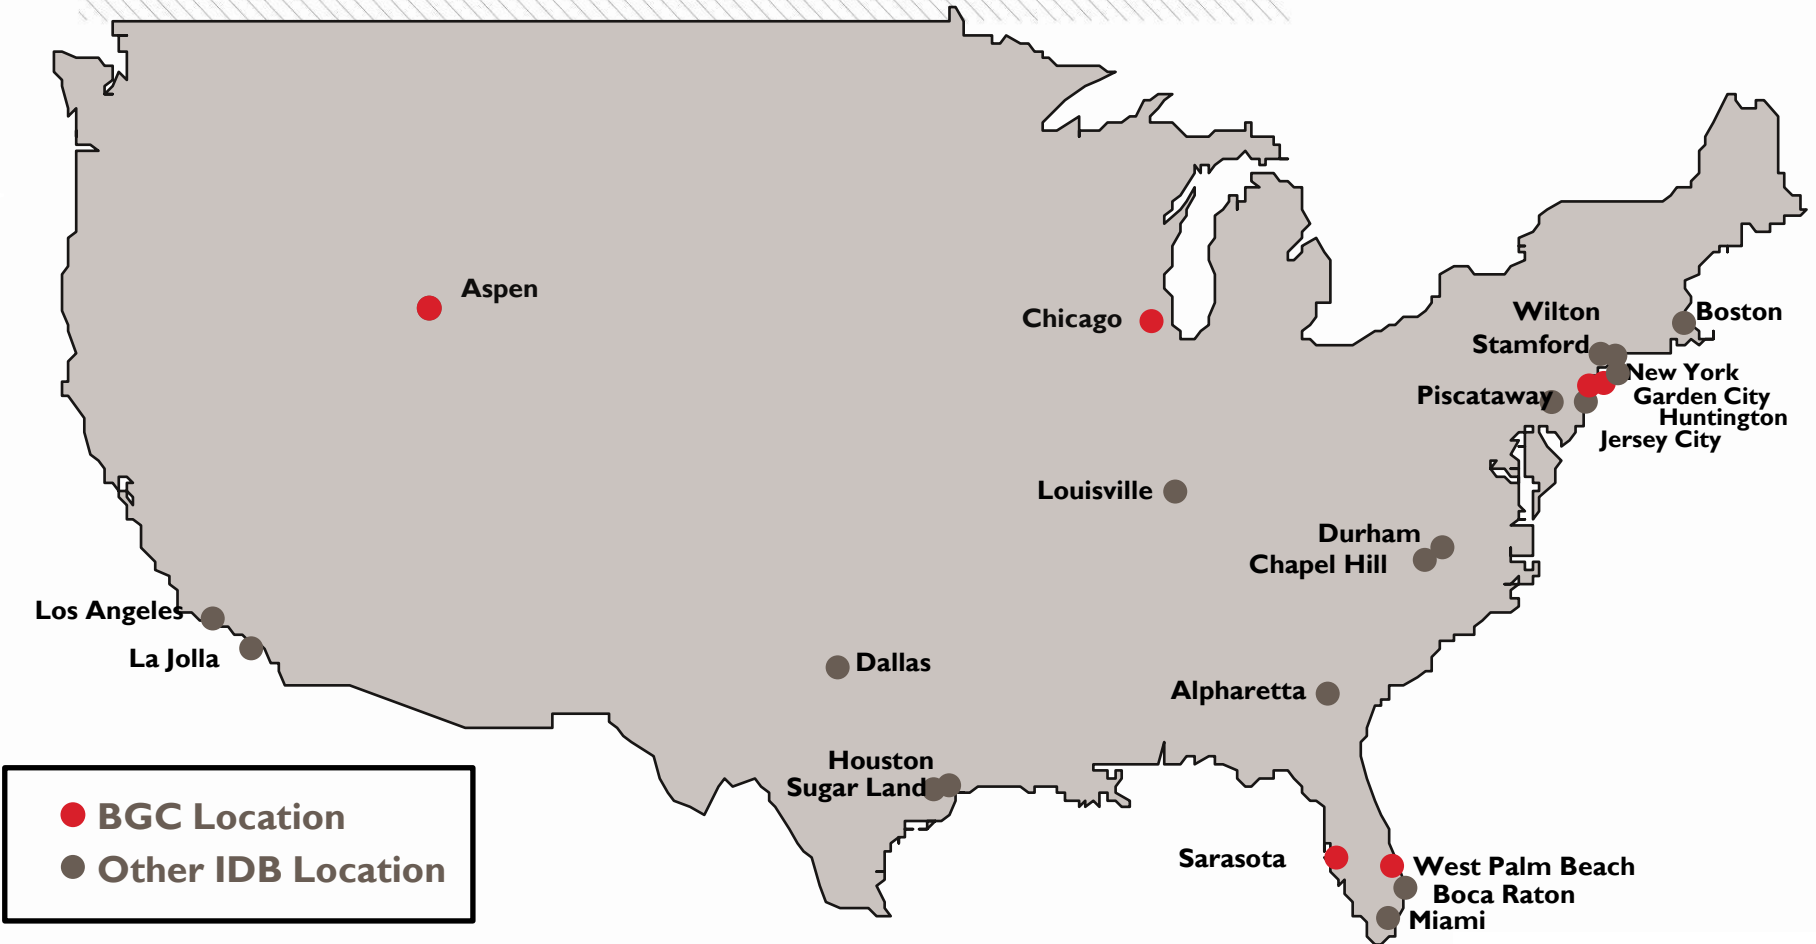 Aspen
Chicago
Wilton
Boston
Stamford
New York
Piscataway
Garden City
Huntington
Jersey City
Louisville
Durham
Chapel Hill
Los Angeles
La Jolla
Dallas
Alpharetta
Houston
Sugar Land
BGC Location
Other IDB Location
Sarasota
West Palm Beach
Boca Raton
Miami